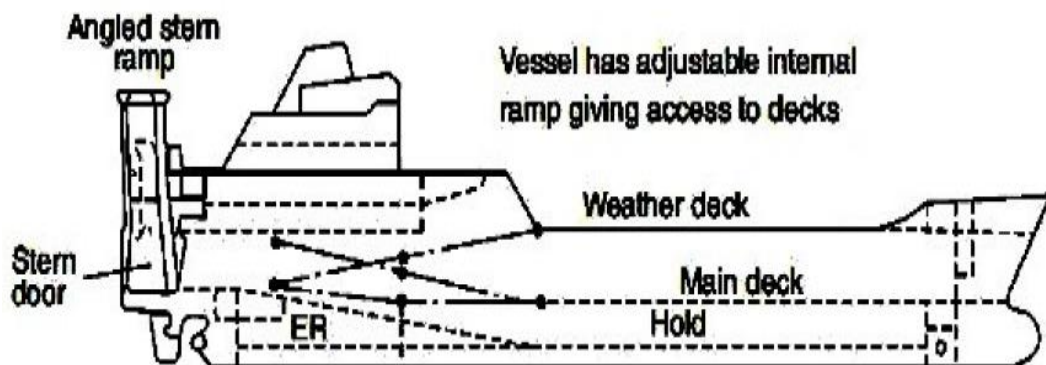 Angled stern
ramp
Vessel has adjustable internal
ramp giving access to decks
Weather deck
Stern
door
Main deck
ER
Hold